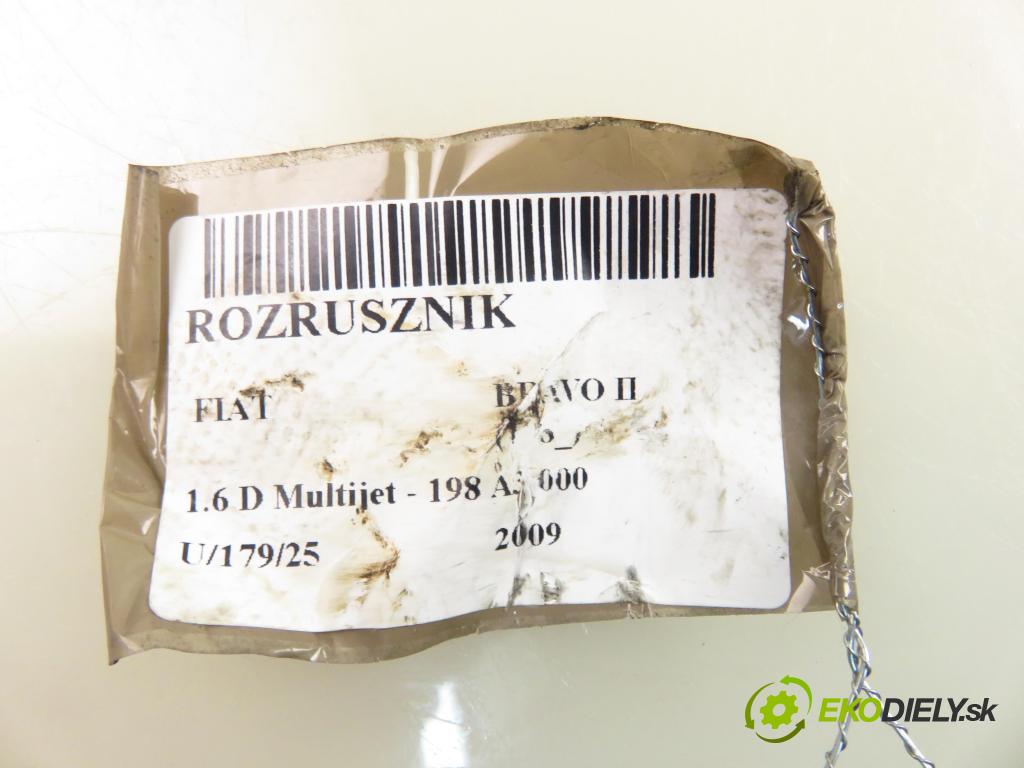 ROZRUSZNIK
FIAT BRAVO II
1.6 D Multijet - 198
U/179/25 2009
EKODIELY.sk